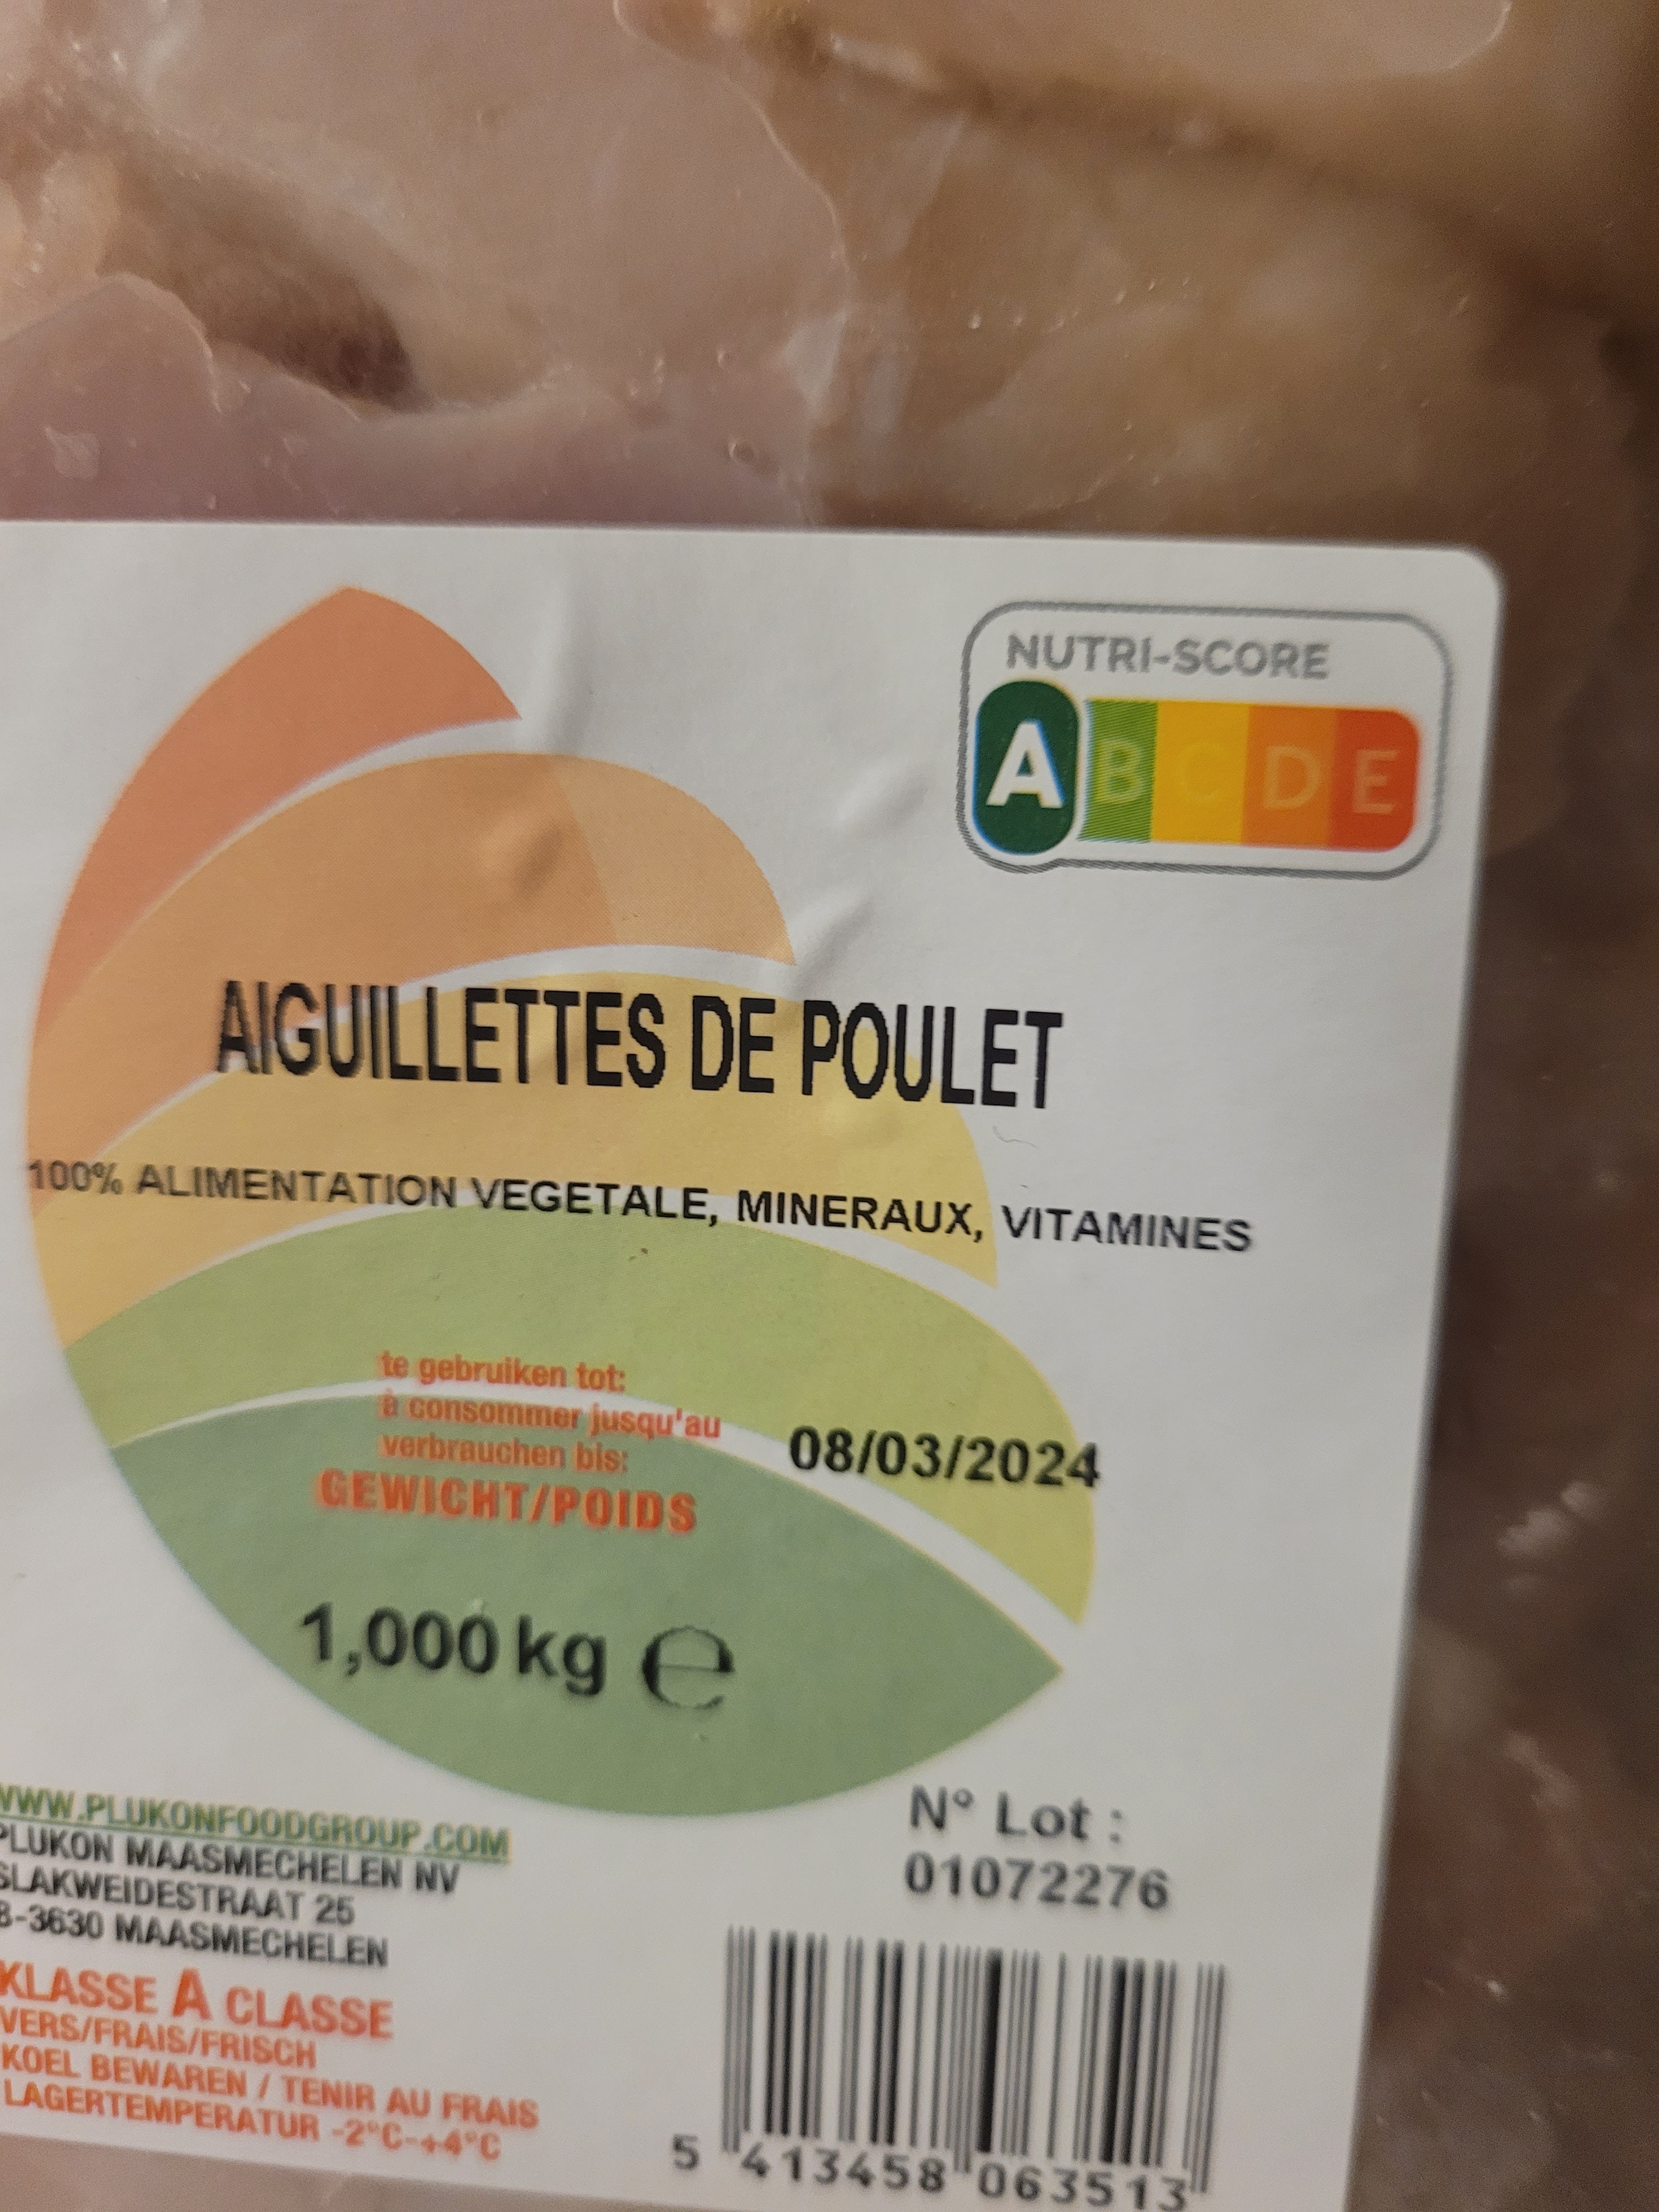 NUTRI-SCORE
A B C D E
AIGUILLETTES DE POULET
100% ALIMENTATION VEGETALE, MINERAUX, VITAMINES
te gebruiken tot:
à consommer jusqu'au
verbrauchen bis:
08/03/2024
GEWICHT/POIDS
1,000 kg e
WWW.PLUKONFOODGROUP.COM
PLUKON MAASMECHELEN NV
SLAKWEIDESTRAAT 25
B-3630 MAASMECHELEN
N° Lot :
01072276
KLASSE A CLASSE
VERS/FRAIS/FRISCH
KOEL BEWAREN / TENIR AU FRAIS
LAGERTEMPERATUR -2°C-+4°C
5 413458 063513